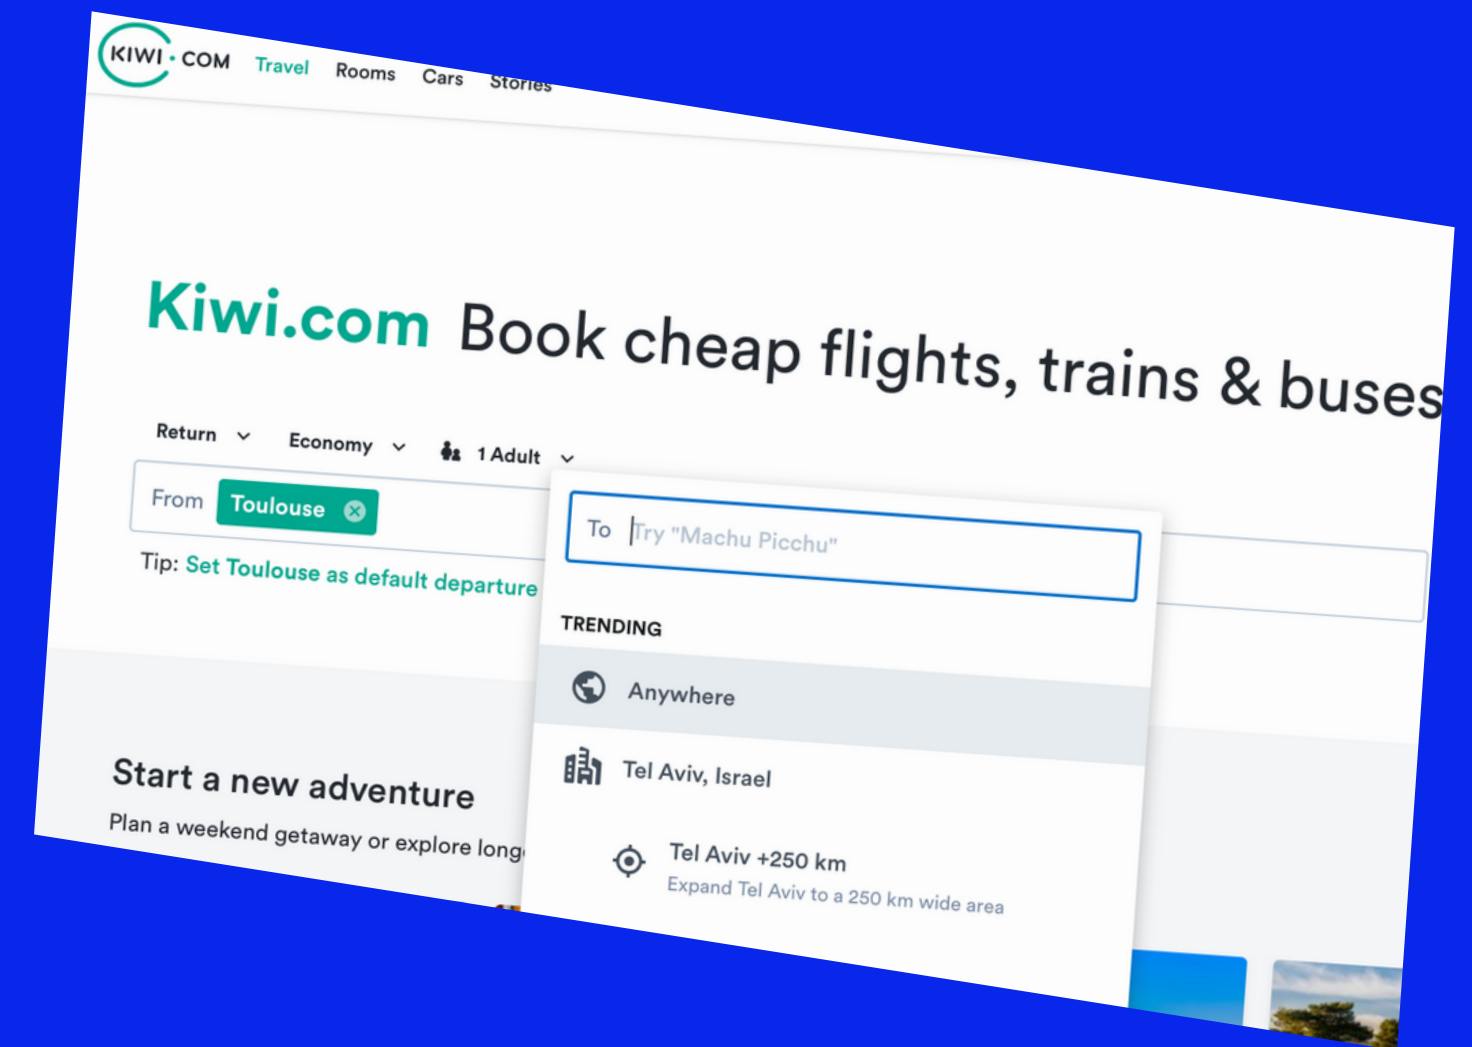 KIWI.COM Travel Rooms Cars Stories
Kiwi.com Book cheap flights, trains & buses
Return Economy 1 Adult
From Toulouse
To Try "Machu Picchu"
Tip: Set Toulouse as default departure
TRENDING
Anywhere
Tel Aviv, Israel
Tel Aviv +250 km
Expand Tel Aviv to a 250 km wide area
Start a new adventure
Plan a weekend getaway or explore